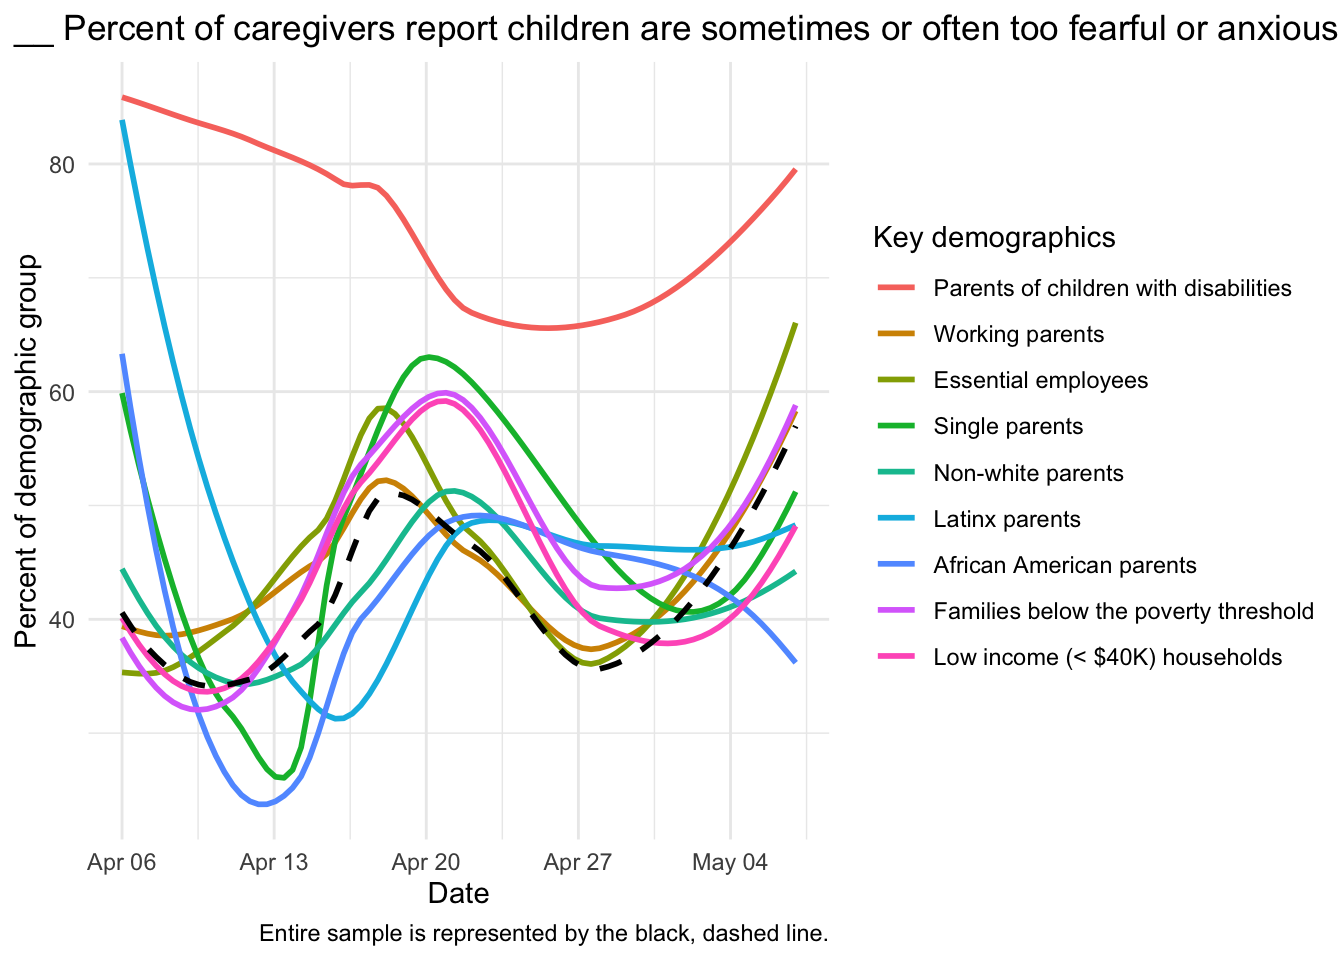 __ Percent of caregivers report children are sometimes or often too fearful or anxious
Percent of demographic group
80
60
40
Apr 06
Apr 13
Apr 20
Apr 27
May 04
Date
Key demographics
Parents of children with disabilities
Working parents
Essential employees
Single parents
Non-white parents
Latinx parents
African American parents
Families below the poverty threshold
Low income (< $40K) households
Entire sample is represented by the black, dashed line.